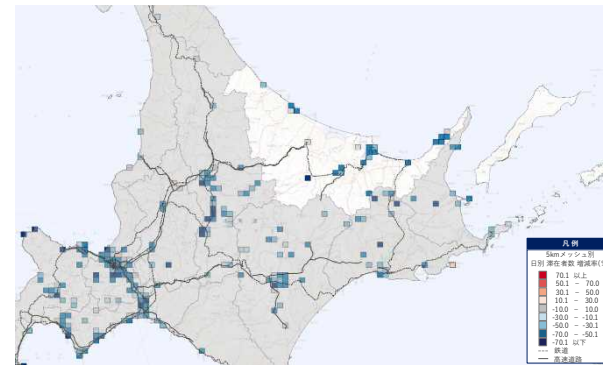 凡例
5kmメッシュ別
日別 滞在者数 増減率(%
70.1 以上
50.1 － 70.0
30.1 － 50.0
10.1 － 30.0
-10.0 － 10.0
-30.0 － -10.1
-50.0 － -30.1
-70.0 － -50.1
-70.1 以下
鉄道
高速道路